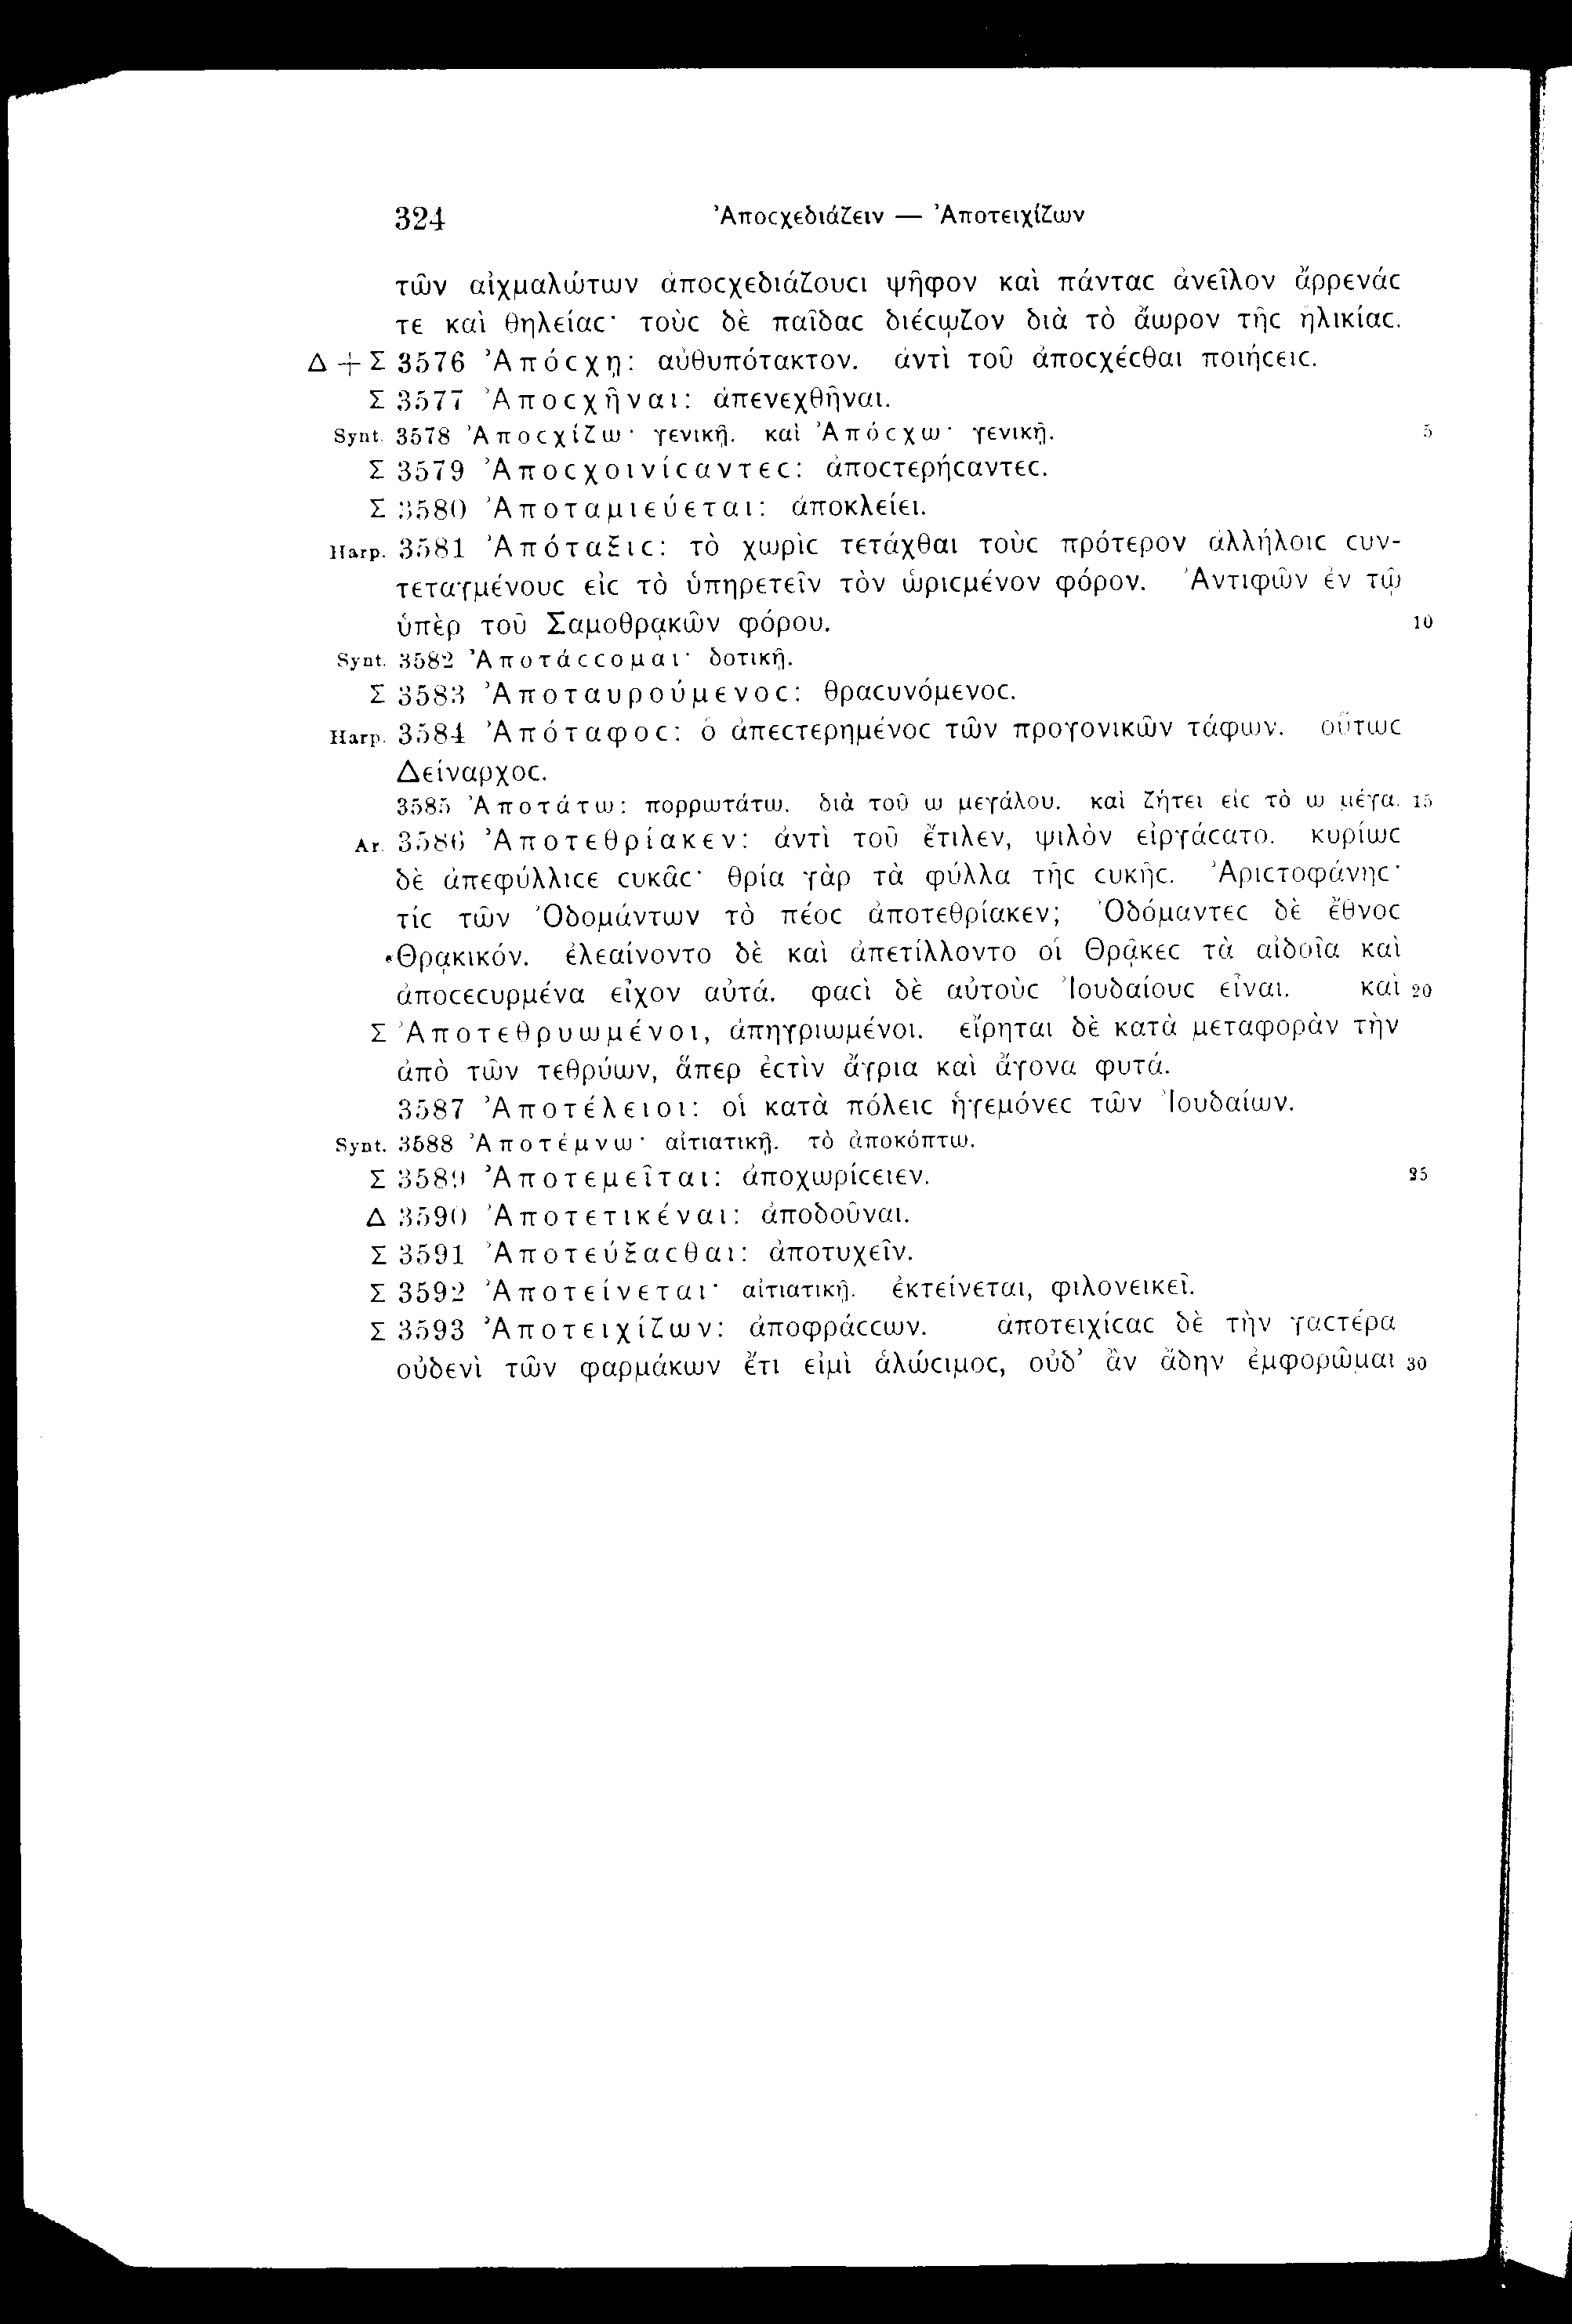 324 Ἀποϲχεδιάζειν — Ἀποτειχίζων
τῶν αἰχμαλώτων ἀποϲχεδιάζουϲι ψῆφον καὶ πάνταϲ ἀνεῖλον ἄρρενάϲ
τε καὶ θηλείαϲ· τοὺϲ δὲ παῖδαϲ διέϲῳζον διὰ τὸ ἄωρον τῆϲ ἡλικίαϲ.
Δ + Σ 3576 Ἀπόϲχῃ: αὐθυπότακτον. ἀντὶ τοῦ ἀποϲχέϲθαι ποιήϲειϲ.
Σ 3577 Ἀποϲχῆναι: ἀπενεχθῆναι.
Synt. 3578 Ἀποϲχίζω· γενικῇ. καὶ Ἀπόϲχω· γενικῇ. 5
Σ 3579 Ἀποϲχοινίϲαντεϲ: ἀποϲτερήϲαντεϲ.
Σ 3580 Ἀποταμιεύεται: ἀποκλείει.
Harp. 3581 Ἀπόταξιϲ: τὸ χωρὶϲ τετάχθαι τοὺϲ πρότερον ἀλλήλοιϲ ϲυν-
τεταγμένουϲ εἰϲ τὸ ὑπηρετεῖν τὸν ὡριϲμένον φόρον. Ἀντιφῶν ἐν τῷ
ὑπὲρ τοῦ Σαμοθρᾳκῶν φόρου. 10
Synt. 3582 Ἀποτάϲϲομαι· δοτικῇ.
Σ 3583 Ἀποταυρούμενοϲ: θραϲυνόμενοϲ.
Harp. 3584 Ἀπόταφοϲ: ὁ ἀπεϲτερημένοϲ τῶν προγονικῶν τάφων. οὕτωϲ
Δείναρχοϲ.
3585 Ἀποτάτω: πορρωτάτω. διὰ τοῦ ω μεγάλου. καὶ ζήτει εἰϲ τὸ ω μέγα. 15
Ar. 3586 Ἀποτεθρίακεν: ἀντὶ τοῦ ἔτιλεν, ψιλὸν εἰργάϲατο. κυρίωϲ
δὲ ἀπεφύλλιϲε ϲυκᾶϲ· θρία γὰρ τὰ φύλλα τῆϲ ϲυκῆϲ. Ἀριϲτοφάνηϲ·
τίϲ τῶν Ὀδομάντων τὸ πέοϲ ἀποτεθρίακεν; Ὀδόμαντεϲ δὲ ἔθνοϲ
Θρᾳκικόν. ἐλεαίνοντο δὲ καὶ ἀπετίλλοντο οἱ Θρᾷκεϲ τὰ αἰδοῖα καὶ
ἀποϲεϲυρμένα εἶχον αὐτά. φαϲὶ δὲ αὐτοὺϲ Ἰουδαίουϲ εἶναι. καὶ 20
Σ Ἀποτεθρυωμένοι, ἀπηγριωμένοι. εἴρηται δὲ κατὰ μεταφορὰν τὴν
ἀπὸ τῶν τεθρύων, ἅπερ ἐϲτὶν ἄγρια καὶ ἄγονα φυτά.
3587 Ἀποτέλειοι: οἱ κατὰ πόλειϲ ἡγεμόνεϲ τῶν Ἰουδαίων.
Synt. 3588 Ἀποτέμνω· αἰτιατικῇ. τὸ ἀποκόπτω.
Σ 3589 Ἀποτεμεῖται: ἀποχωρίϲειεν. 25
Δ 3590 Ἀποτετικέναι: ἀποδοῦναι.
Σ 3591 Ἀποτεύξαϲθαι: ἀποτυχεῖν.
Σ 3592 Ἀποτείνεται· αἰτιατικῇ. ἐκτείνεται, φιλονεικεῖ.
Σ 3593 Ἀποτειχίζων: ἀποφράϲϲων. ἀποτειχίϲαϲ δὲ τὴν γαϲτέρα
οὐδενὶ τῶν φαρμάκων ἔτι εἰμὶ ἁλώϲιμοϲ, οὐδ’ ἂν ἄδην ἐμφορῶμαι 30